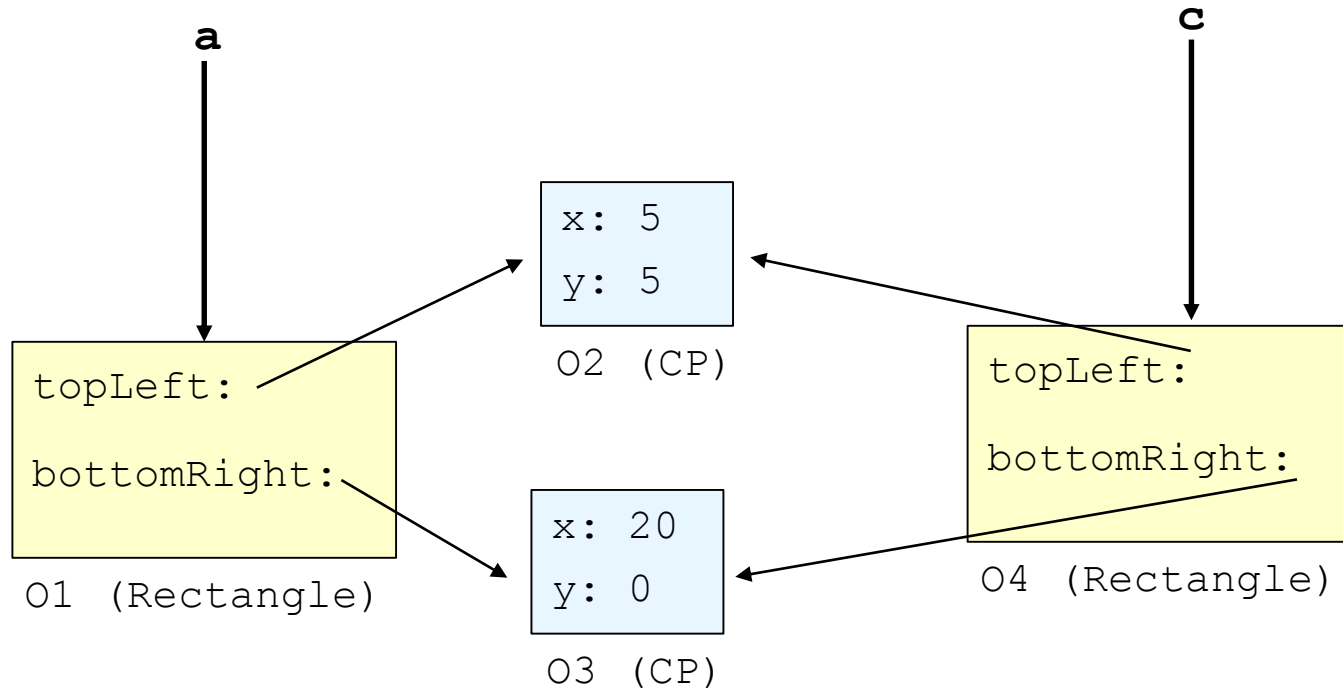 a
c
x: 5
y: 5
O2 (CP)
topLeft:
bottomRight:
O1 (Rectangle)
topLeft:
bottomRight:
O4 (Rectangle)
x: 20
y: 0
O3 (CP)